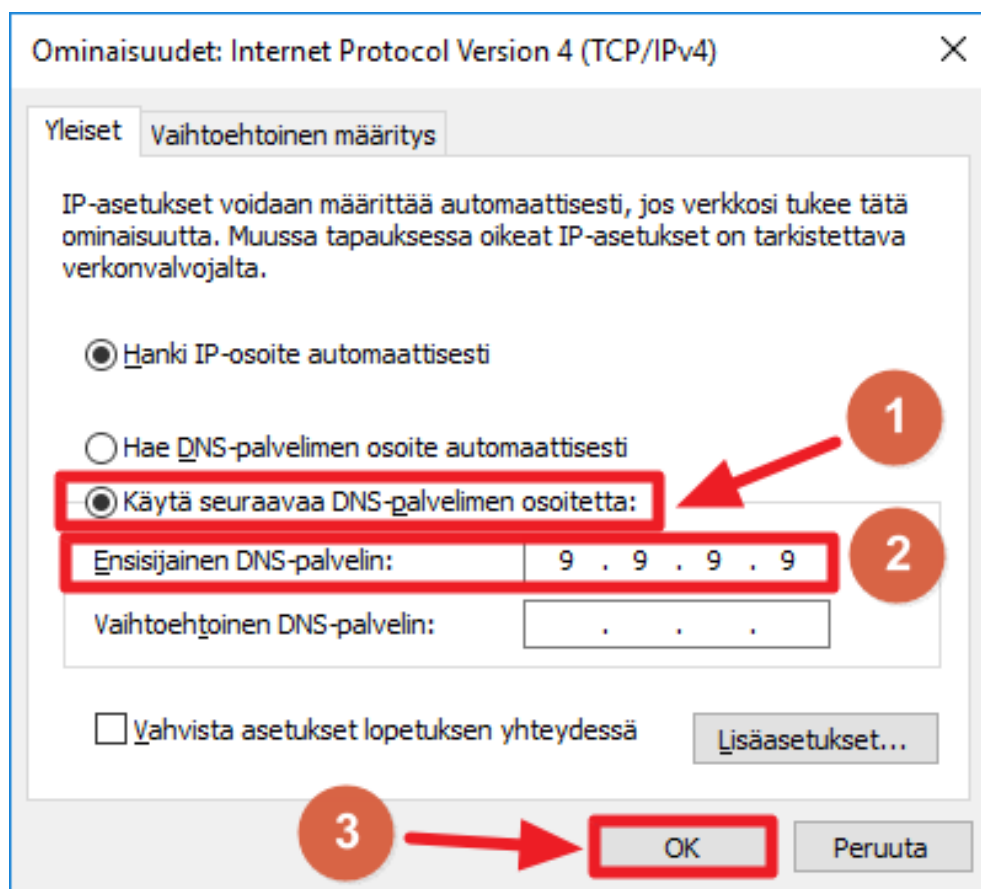 Ominaisuudet: Internet Protocol Version 4 (TCP/IPv4)
Yleiset
Vaihtoehtoinen määritys
IP-asetukset voidaan määrittää automaattisesti, jos verkkosi tukee tätä
ominaisuutta. Muussa tapauksessa oikeat IP-asetukset on tarkistettava
verkonvalvojalta.
Hanki IP-osoite automaattisesti
1
Hae DNS-palvelimen osoite automaattisesti
Käytä seuraavaa DNS-palvelimen osoitetta:
Ensisijainen DNS-palvelin: 9 . 9 . 9 . 9
2
Vaihtoehtoinen DNS-palvelin: . . .
Vahvista asetukset lopetuksen yhteydessä
Lisäasetukset...
3
OK
Peruuta